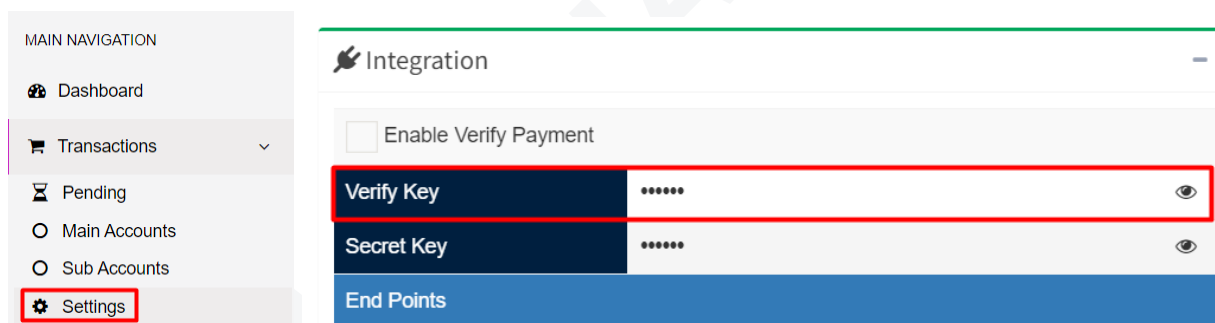 MAIN NAVIGATION
Dashboard
Transactions
Pending
Main Accounts
Sub Accounts
Settings
Integration
Enable Verify Payment
Verify Key ••••••
Secret Key ••••••
End Points